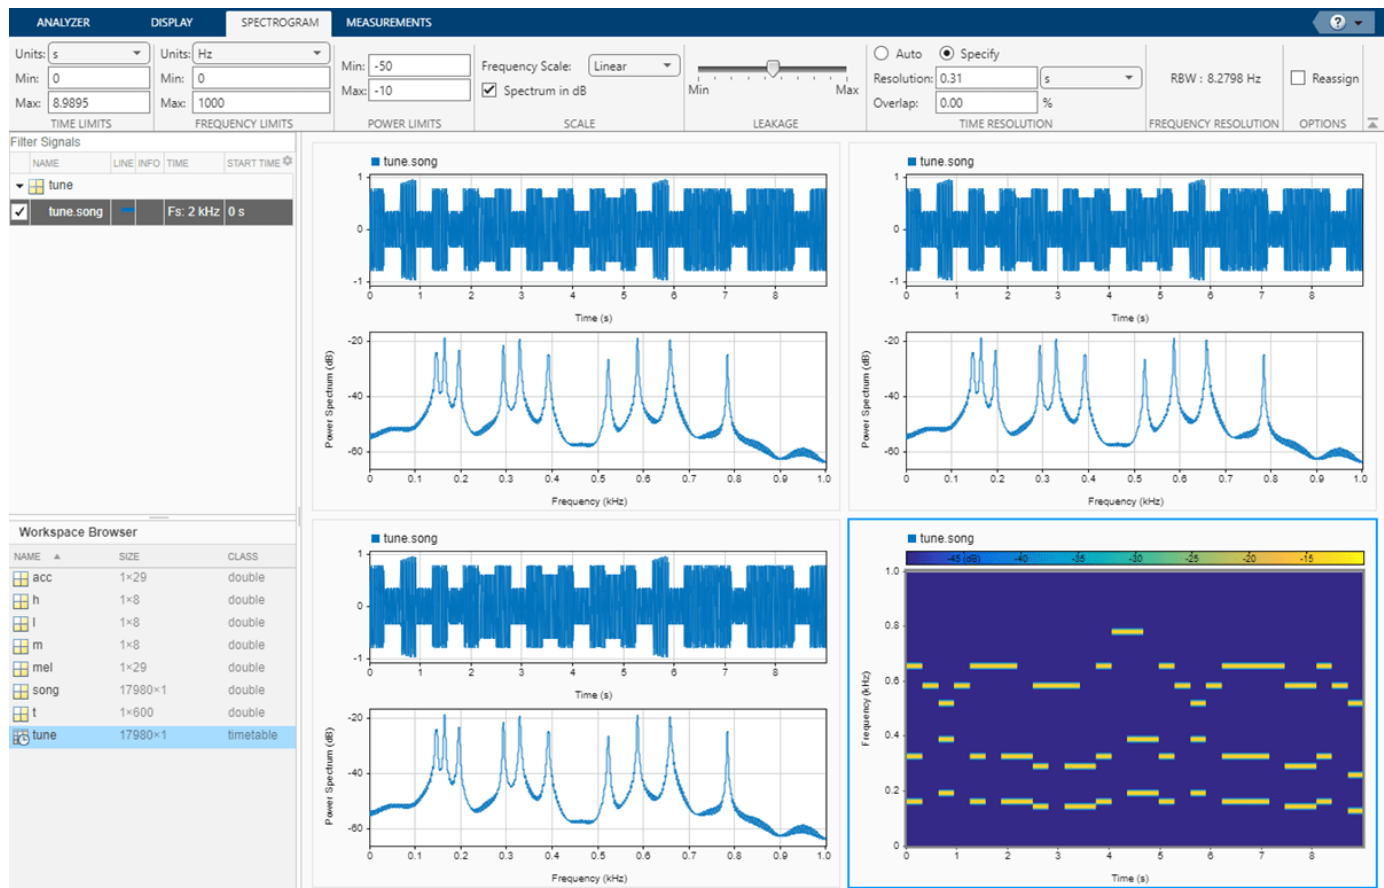 ANALYZER DISPLAY SPECTROGRAM MEASUREMENTS ?
Units: s Units: Hz
Min: 0 Min: 0
Max: 8.9895 Max: 1000
TIME LIMITS FREQUENCY LIMITS
Min: -50
Max: -10
POWER LIMITS
Frequency Scale: Linear
Spectrum in dB
SCALE
Min Max
LEAKAGE
Auto Specify
Resolution: 0.31 s
Overlap: 0.00 %
TIME RESOLUTION
RBW : 8.2798 Hz
FREQUENCY RESOLUTION
Reassign
OPTIONS
Filter Signals
NAME LINE INFO TIME START TIME
tune
tune.song Fs: 2 kHz 0 s
Workspace Browser
NAME SIZE CLASS
acc 1×29 double
h 1×8 double
l 1×8 double
m 1×8 double
mel 1×29 double
song 17980×1 double
t 1×600 double
tune 17980×1 timetable
tune.song
1
0
-1
0 1 2 3 4 5 6 7 8
Time (s)
Power Spectrum (dB)
-20
-40
-60
0 0.1 0.2 0.3 0.4 0.5 0.6 0.7 0.8 0.9 1.0
Frequency (kHz)
tune.song
1
0
-1
0 1 2 3 4 5 6 7 8
Time (s)
Power Spectrum (dB)
-20
-40
-60
0 0.1 0.2 0.3 0.4 0.5 0.6 0.7 0.8 0.9 1.0
Frequency (kHz)
tune.song
1
0
-1
0 1 2 3 4 5 6 7 8
Time (s)
Power Spectrum (dB)
-20
-40
-60
0 0.1 0.2 0.3 0.4 0.5 0.6 0.7 0.8 0.9 1.0
Frequency (kHz)
tune.song
-45 (dB) -40 -35 -30 -25 -20 -15
Frequency (kHz)
1.0
0.8
0.6
0.4
0.2
0
0 1 2 3 4 5 6 7 8
Time (s)